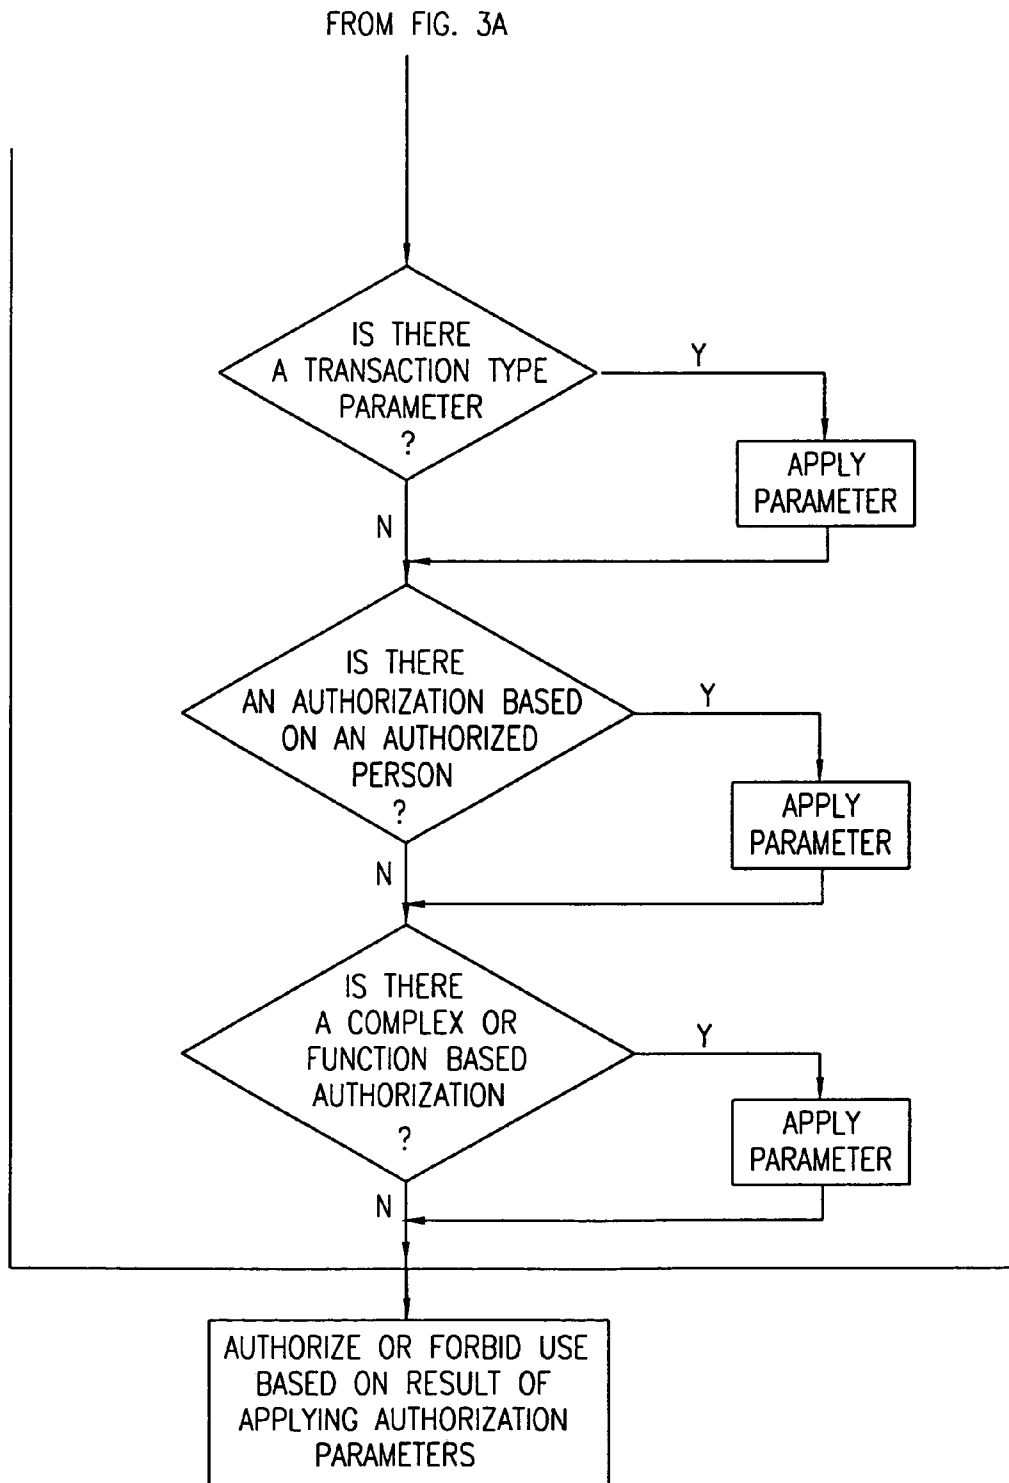 FROM FIG. 3A
IS THERE
A TRANSACTION TYPE
PARAMETER
?
Y
APPLY
PARAMETER
N
IS THERE
AN AUTHORIZATION BASED
ON AN AUTHORIZED
PERSON
?
Y
APPLY
PARAMETER
N
IS THERE
A COMPLEX OR
FUNCTION BASED
AUTHORIZATION
?
Y
APPLY
PARAMETER
N
AUTHORIZE OR FORBID USE
BASED ON RESULT OF
APPLYING AUTHORIZATION
PARAMETERS